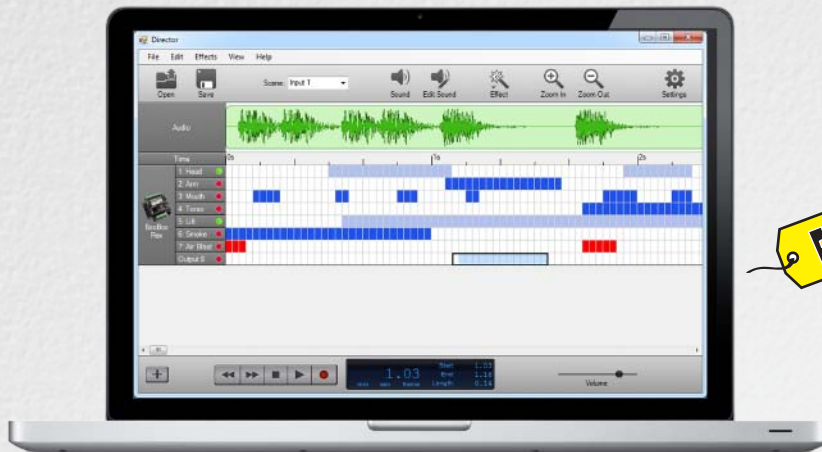 Director
File Edit Effects View Help
Open Save Scene: Input 1 Sound Edit Sound Effect Zoom In Zoom Out Settings
Audio
Time 0s 1s 2s
1 Head
2 Arm
3 Mouth
4 Torso
5 Lift
6 Smoke
7 Air Blast
Output 8
Start 1.03
1.03 End 1.16
Length 0.14
Volume